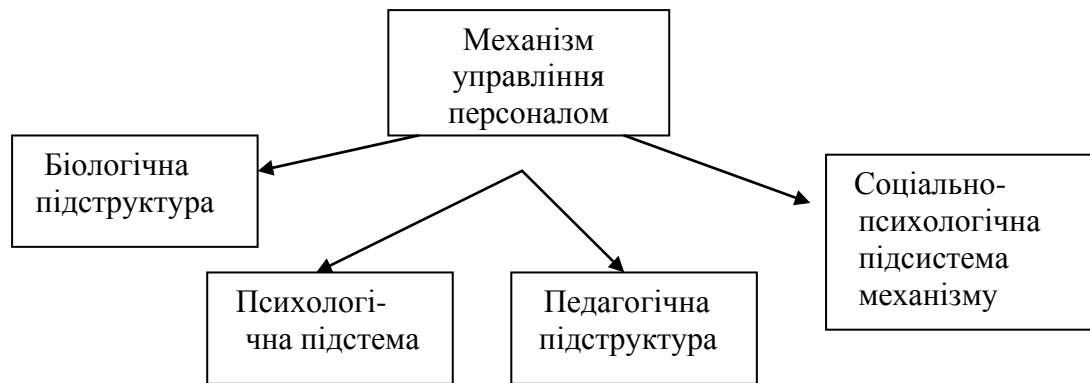 Механізм
управління
персоналом
Біологічна
підструктура
Соціально-
психологічна
підсистема
механізму
Психологі-
чна підстема
Педагогічна
підструктура